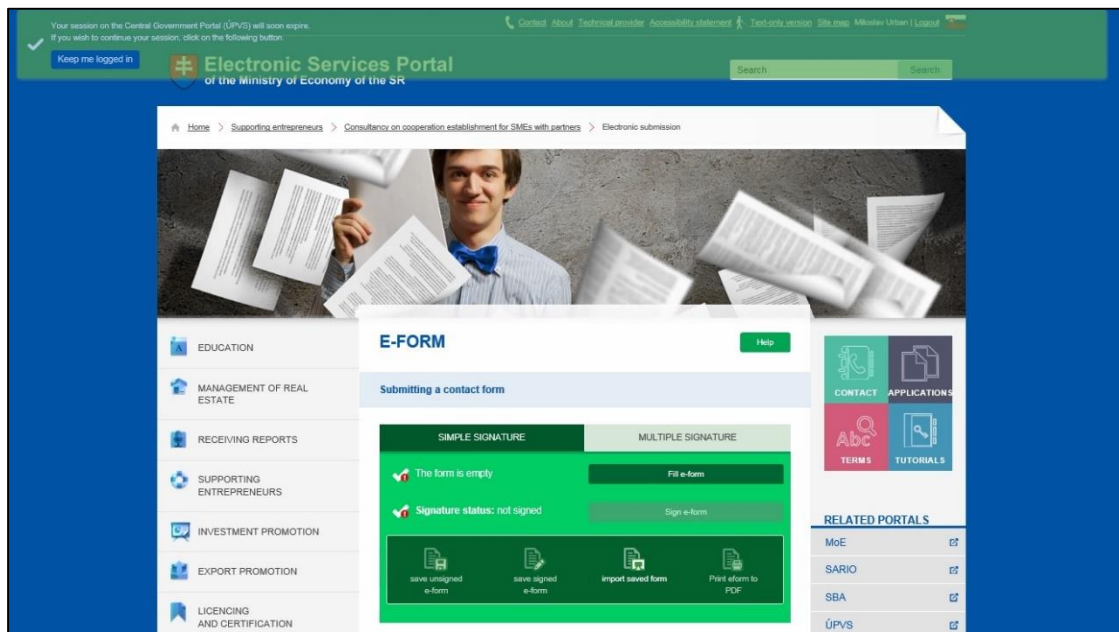 Your session on the Central Government Portal (ÚPVS) will soon expire.
If you wish to continue your session, click on the following button.
Keep me logged in
Contact About Technical provider Accessibility statement Text-only version Site map Miloslav Urban | Logout
Electronic Services Portal
of the Ministry of Economy of the SR
Search
Search
Home > Supporting entrepreneurs > Consultancy on cooperation establishment for SMEs with partners > Electronic submission
EDUCATION
MANAGEMENT OF REAL
ESTATE
RECEIVING REPORTS
SUPPORTING
ENTREPRENEURS
INVESTMENT PROMOTION
EXPORT PROMOTION
LICENCING
AND CERTIFICATION
E-FORM
Help
Submitting a contact form
SIMPLE SIGNATURE
MULTIPLE SIGNATURE
The form is empty
Fill e-form
Signature status: not signed
Sign e-form
save unsigned
e-form
save signed
e-form
import saved form
Print eform to
PDF
CONTACT
APPLICATIONS
Abc
TERMS
TUTORIALS
RELATED PORTALS
MoE
SARIO
SBA
ÚPVS